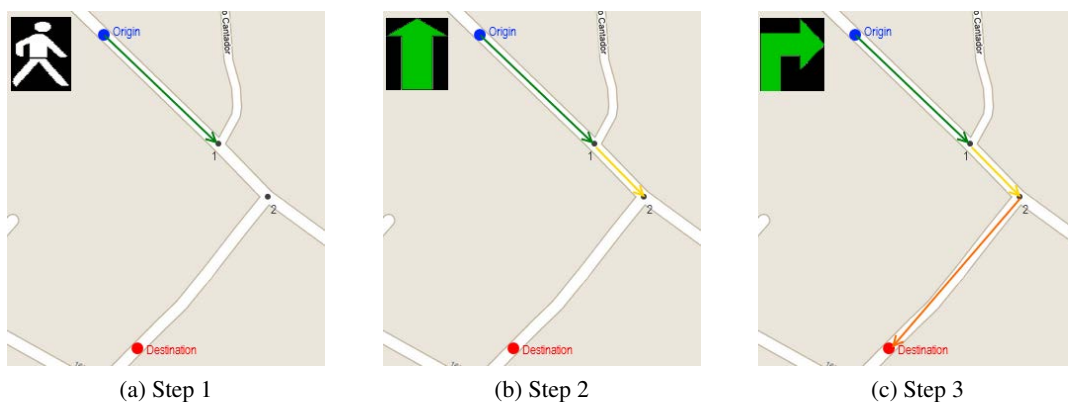 Origin
o Cantador
1
2
Destination
(a) Step 1
Origin
o Cantador
1
2
Destination
(b) Step 2
Origin
o Cantador
1
2
Destination
(c) Step 3